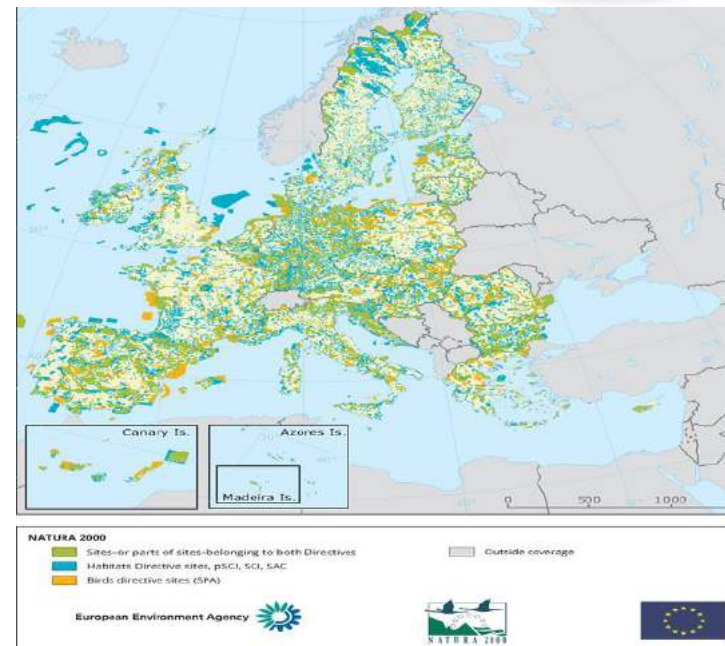 Canary Is.
Azores Is.
Madeira Is.
0 500 1000
NATURA 2000
Sites-or parts of sites-belonging to both Directives
Habitats Directive sites, pSCI, SCI, SAC
Birds directive sites (SPA)
Outside coverage
European Environment Agency
NATURA 2000